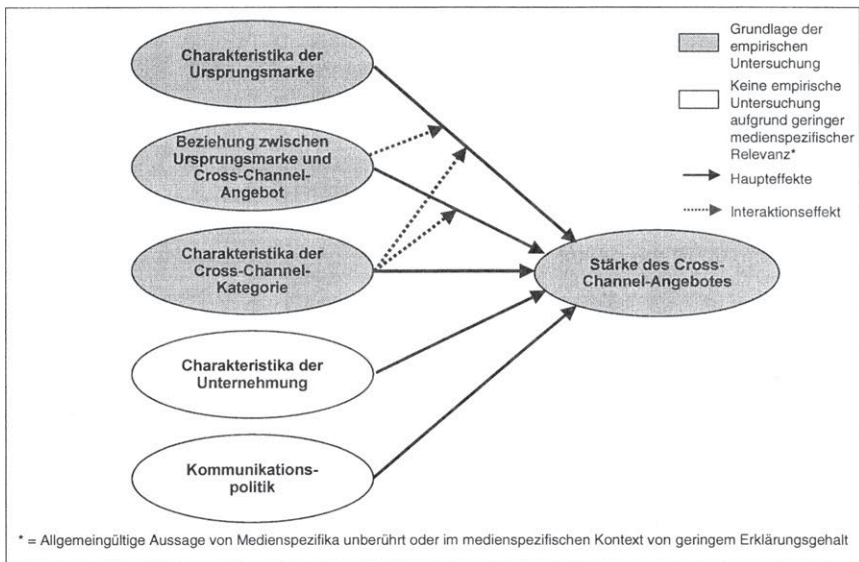 Charakteristika der
Ursprungsmarke
Beziehung zwischen
Ursprungsmarke und
Cross-Channel-
Angebot
Charakteristika der
Cross-Channel-
Kategorie
Charakteristika der
Unternehmung
Kommunikations-
politik
Stärke des Cross-
Channel-Angebotes
Grundlage der
empirischen
Untersuchung
Keine empirische
Untersuchung
aufgrund geringer
medienspezifischer
Relevanz*
Haupteffekte
Interaktionseffekt
* = Allgemeingültige Aussage von Medienspezifika unberührt oder im medienspezifischen Kontext von geringem Erklärungsgehalt